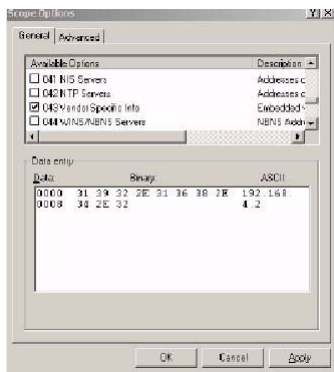 Scope Options
General Advanced
Available Options Description
041 NIS Servers Addresses o
042 NTP Servers Addresses o
043 Vendor Specific Info Embedded v
044 WINS/NBNS Servers NBNS Addr
Data entry
Data: Binary: ASCII:
0000 31 39 32 2E 31 36 38 2E 192.168.
0008 34 2E 32 4.2
OK Cancel Apply